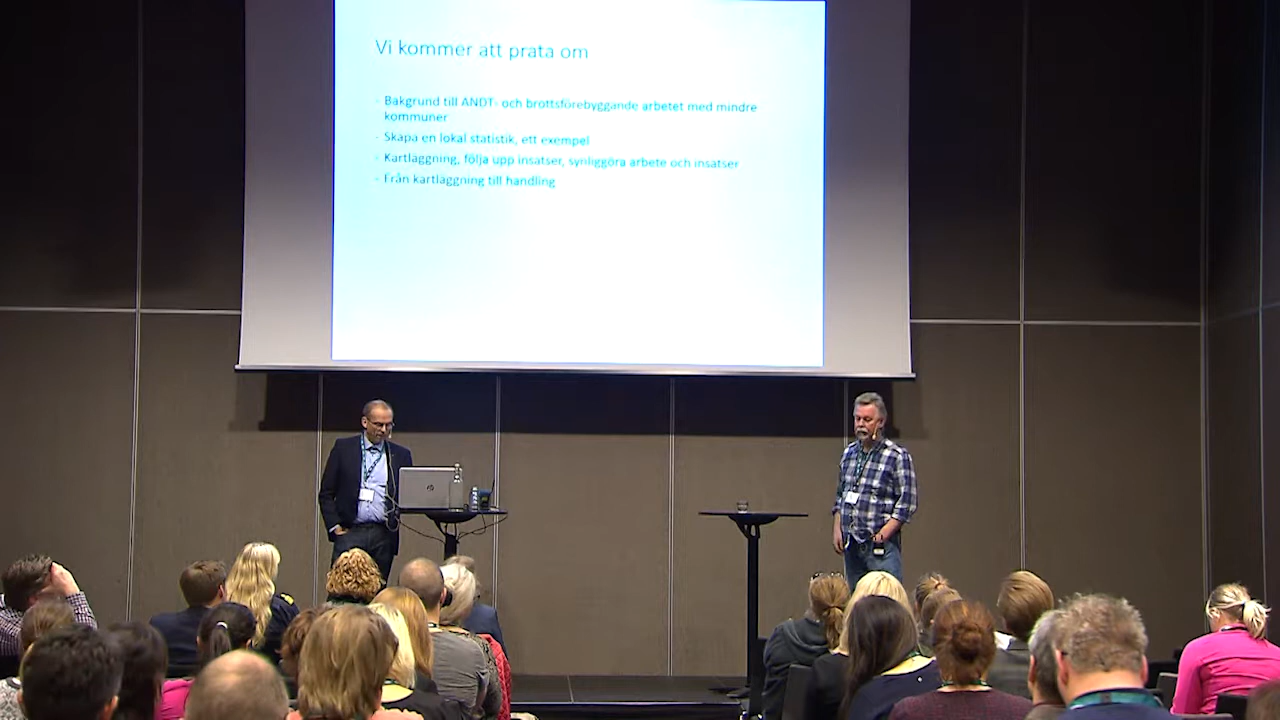 Vi kommer att prata om
- Bakgrund till ANDT- och brottsförebyggande arbetet med mindre
kommuner
- Skapa en lokal statistik, ett exempel
- Kartläggning, följa upp insatser, synliggöra arbete och insatser
- Från kartläggning till handling